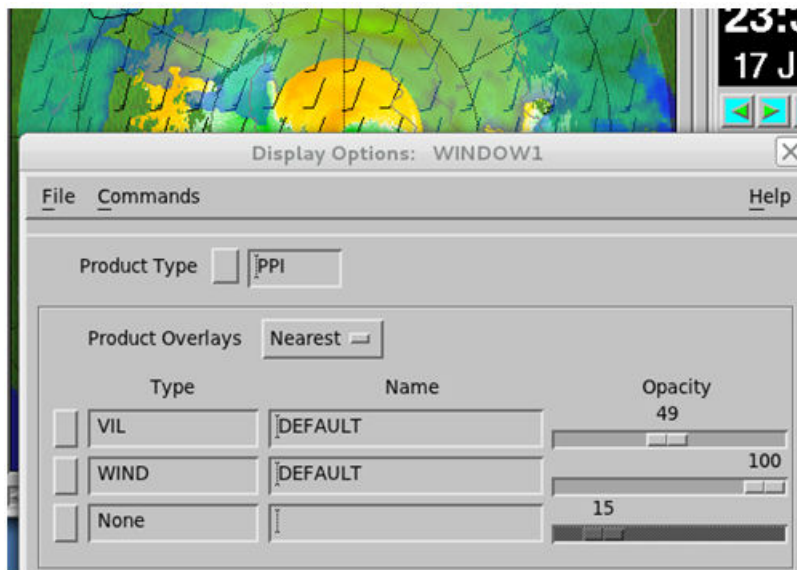 17 J
Display Options: WINDOW1
File Commands Help
Product Type PPI
Product Overlays Nearest
Type Name Opacity
VIL DEFAULT 49
WIND DEFAULT 100
None 15